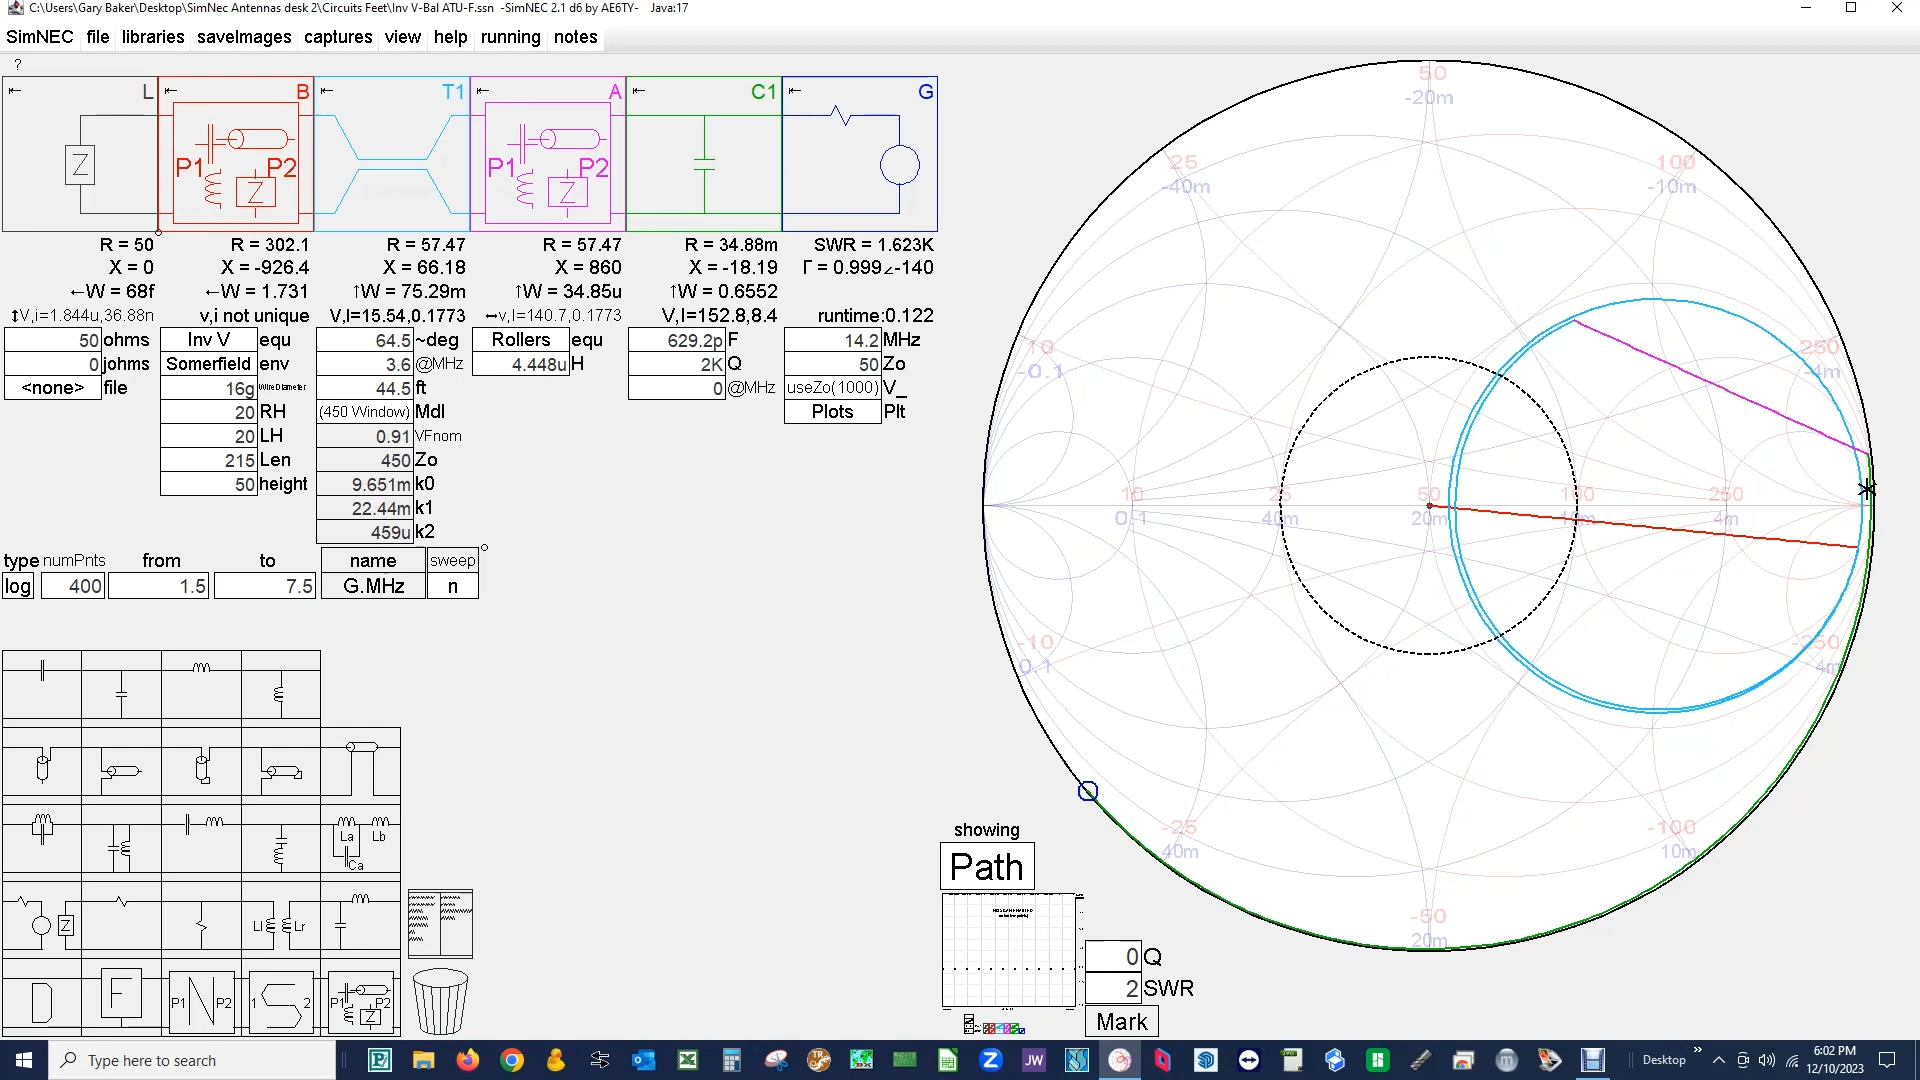 C:\Users\Gary Baker\Desktop\SimNec Antennas desk 2\Circuits Feet\Inv V-Bal ATU-F.ssn -SimNEC 2.1 d6 by AE6TY- Java:17
SimNEC file libraries saveImages captures view help running notes
?
L B T1 A C1 G
Z P1 P2 Z P1 P2 Z
R = 50 R = 302.1 R = 57.47 R = 57.47 R = 34.88m SWR = 1.623K
X = 0 X = -926.4 X = 66.18 X = 860 X = -18.19 Γ = 0.999∠-140
←W = 68f ←W = 1.731 ↑W = 75.29m ↑W = 34.85u ↑W = 0.6552
↕V,i=1.844u,36.88n v,i not unique V,I=15.54,0.1773 ↔v,I=140.7,0.1773 V,I=152.8,8.4 runtime:0.122
50 ohms Inv V equ 64.5 ~deg Rollers equ 629.2p F 14.2 MHz
0 johms Somerfield env 3.6 @MHz 4.448u H 2K Q 50 Zo
<none> file 16g Wire Diameter 44.5 ft 0 @MHz useZo(1000) V_
20 RH (450 Window) Mdl Plots Plt
20 LH 0.91 VFnom
215 Len 450 Zo
50 height 9.651m k0
22.44m k1
459u k2
type numPnts from to name sweep
log 400 1.5 7.5 G.MHz n
La Lb
Ca
Z Ll Lr
D F P1 N P2 1 S 2 P1 P2 Z
50
-20m
25 100
-40m -10m
10 250
-0.1 -4m
10 25 50 100 250
0.1 40m 20m 10m 4m
-10 -250
0.1 4m
-25 -100
40m 10m
-50
20m
showing
Path
0 Q
2 SWR
Mark
Type here to search
JW
Desktop
6:02 PM
12/10/2023